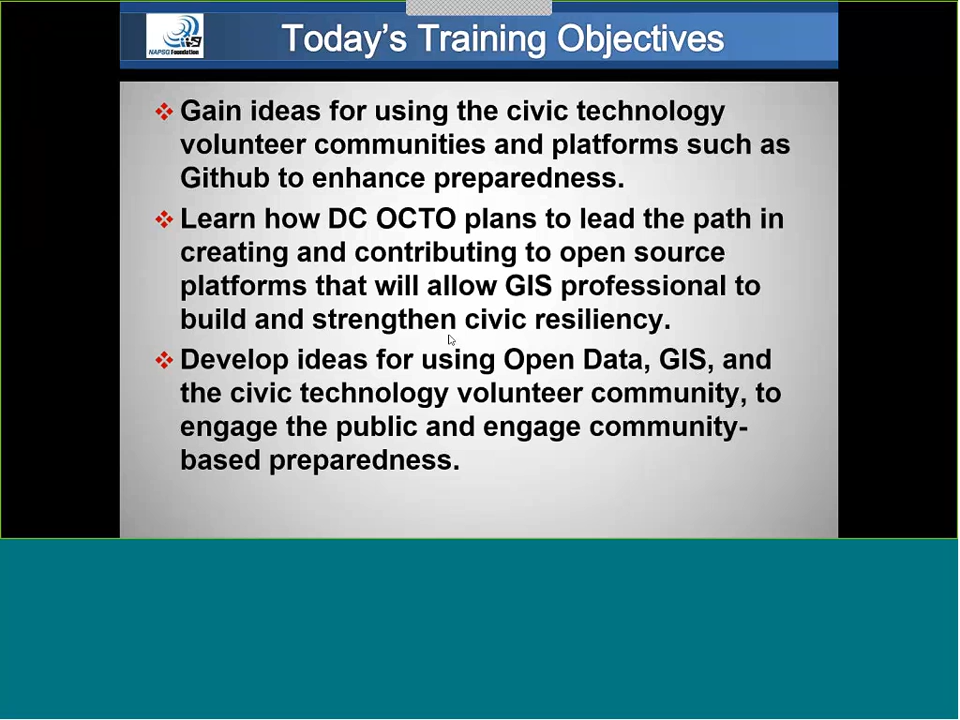 NAPSG Foundation
Today's Training Objectives
Gain ideas for using the civic technology
volunteer communities and platforms such as
Github to enhance preparedness.
Learn how DC OCTO plans to lead the path in
creating and contributing to open source
platforms that will allow GIS professional to
build and strengthen civic resiliency.
Develop ideas for using Open Data, GIS, and
the civic technology volunteer community, to
engage the public and engage community-
based preparedness.